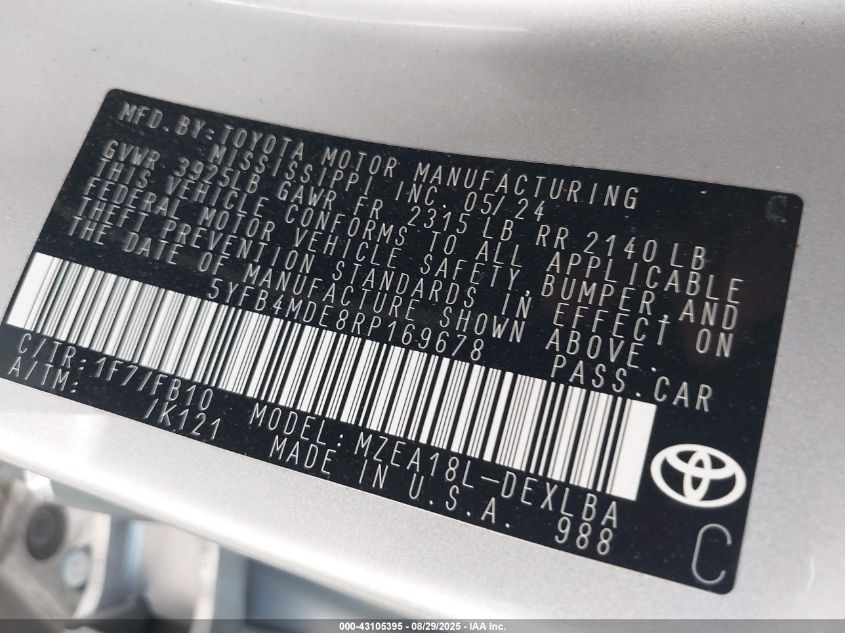 MFD. BY: TOYOTA MOTOR MANUFACTURING
MISSISSIPPI INC. 05/24
GVWR 3925LB GAWR FR 2315 LB RR 2140 LB
THIS VEHICLE CONFORMS TO ALL APPLICABLE
FEDERAL MOTOR VEHICLE SAFETY, BUMPER, AND
THEFT PREVENTION STANDARDS IN EFFECT ON
THE DATE OF MANUFACTURE SHOWN ABOVE.
5YFB4MDE8RP169678 PASS. CAR
C/TR: 1F7/FB10 MODEL: MZEA18L-DEXLBA
A/TM: /K121 MADE IN U.S.A. 988
C
000-43105395 - 08/29/2025 - IAA Inc.